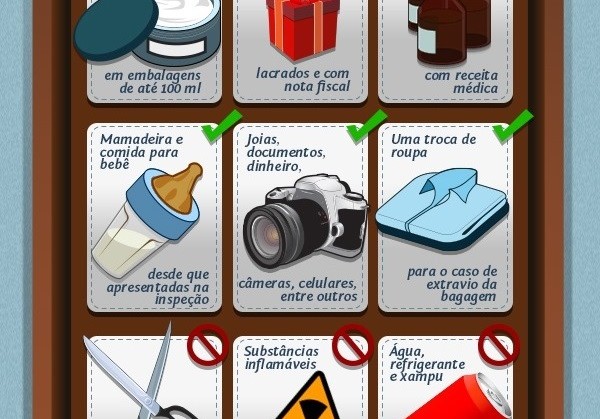 em embalagens
de até 100 ml
lacrados e com
nota fiscal
com receita
médica
Mamadeira e
comida para
bebê
desde que
apresentadas na
inspeção
Joias,
documentos,
dinheiro,
câmeras, celulares,
entre outros
Uma troca de
roupa
para o caso de
extravio da
bagagem
Substâncias
inflamáveis
Água,
refrigerante
e xampu